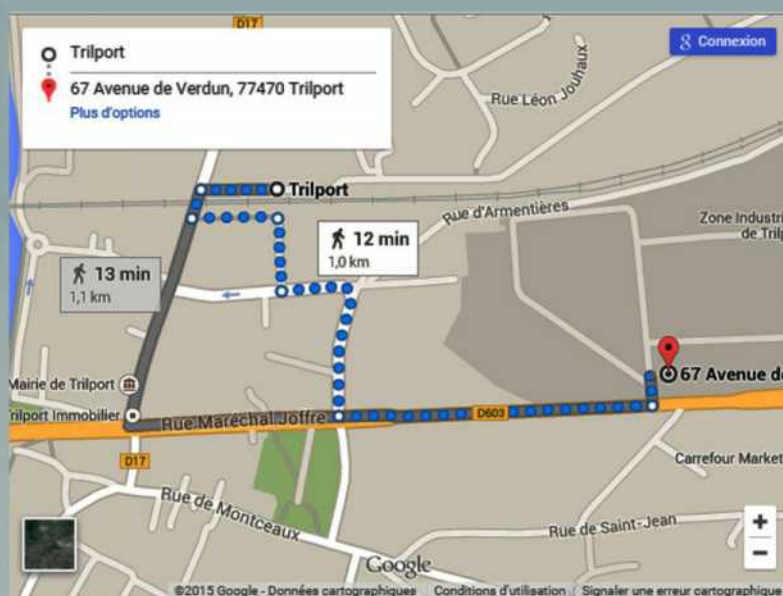 D17
Trilport
67 Avenue de Verdun, 77470 Trilport
Plus d'options
8 Connexion
Rue Léon Jouhaux
Trilport
Rue d'Armentières
Zone Industri
de Trilp
12 min
1,0 km
13 min
1,1 km
Mairie de Trilport
67 Avenue de
Trilport Immobilier
Rue Maréchal Joffre
D603
D17
Carrefour Market
Rue de Montceaux
Rue de Saint-Jean
+
−
Google
©2015 Google - Données cartographiques
Conditions d'utilisation
Signaler une erreur cartographique